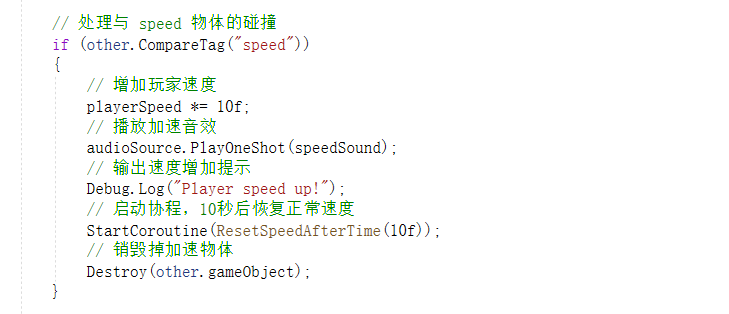 // 处理与 speed 物体的碰撞
if (other.CompareTag("speed"))
{
// 增加玩家速度
playerSpeed *= 10f;
// 播放加速音效
audioSource.PlayOneShot(speedSound);
// 输出速度增加提示
Debug.Log("Player speed up!");
// 启动协程，10秒后恢复正常速度
StartCoroutine(ResetSpeedAfterTime(10f));
// 销毁掉加速物体
Destroy(other.gameObject);
}